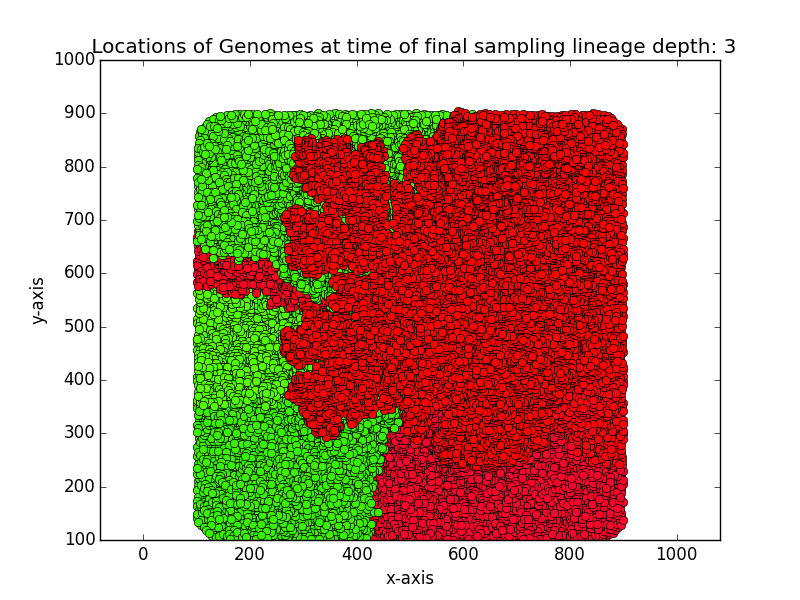 Locations of Genomes at time of final sampling lineage depth: 3
1000
900
800
700
600
500
400
300
200
100
y-axis
0 200 400 600 800 1000
x-axis